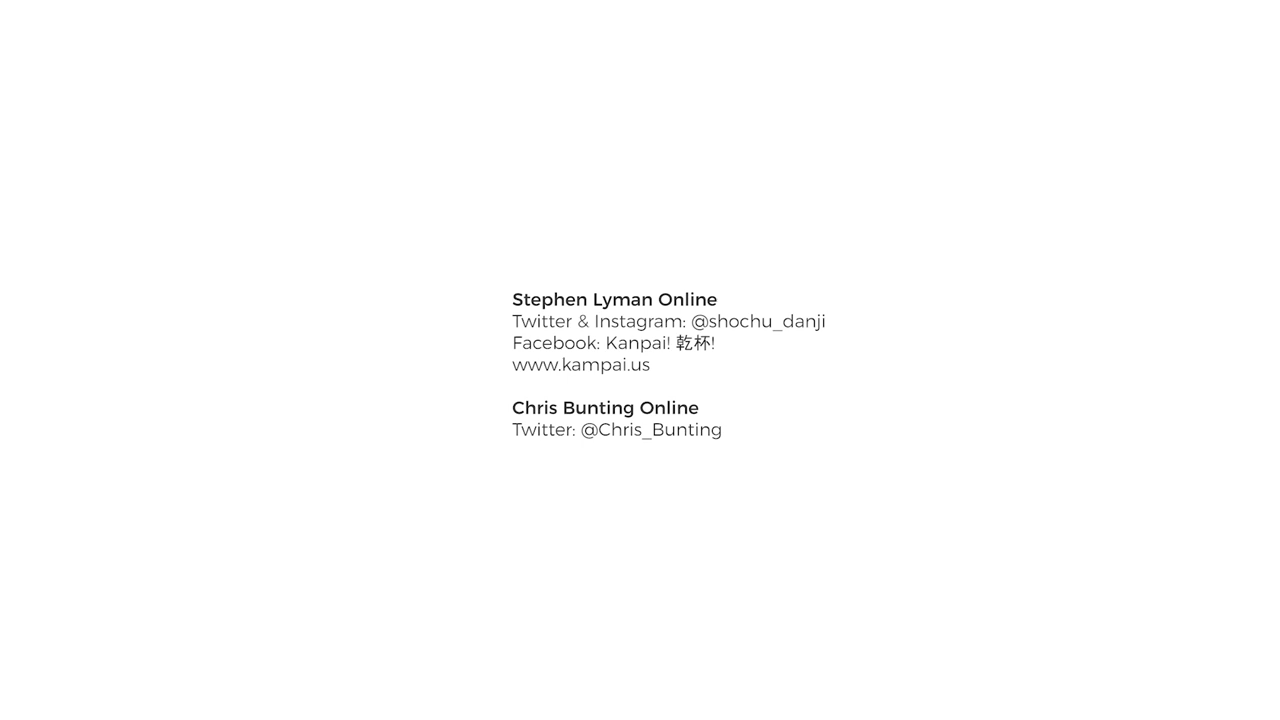 Stephen Lyman Online
Twitter & Instagram: @shochu_danji
Facebook: Kanpai! 乾杯!
www.kampai.us
Chris Bunting Online
Twitter: @Chris_Bunting